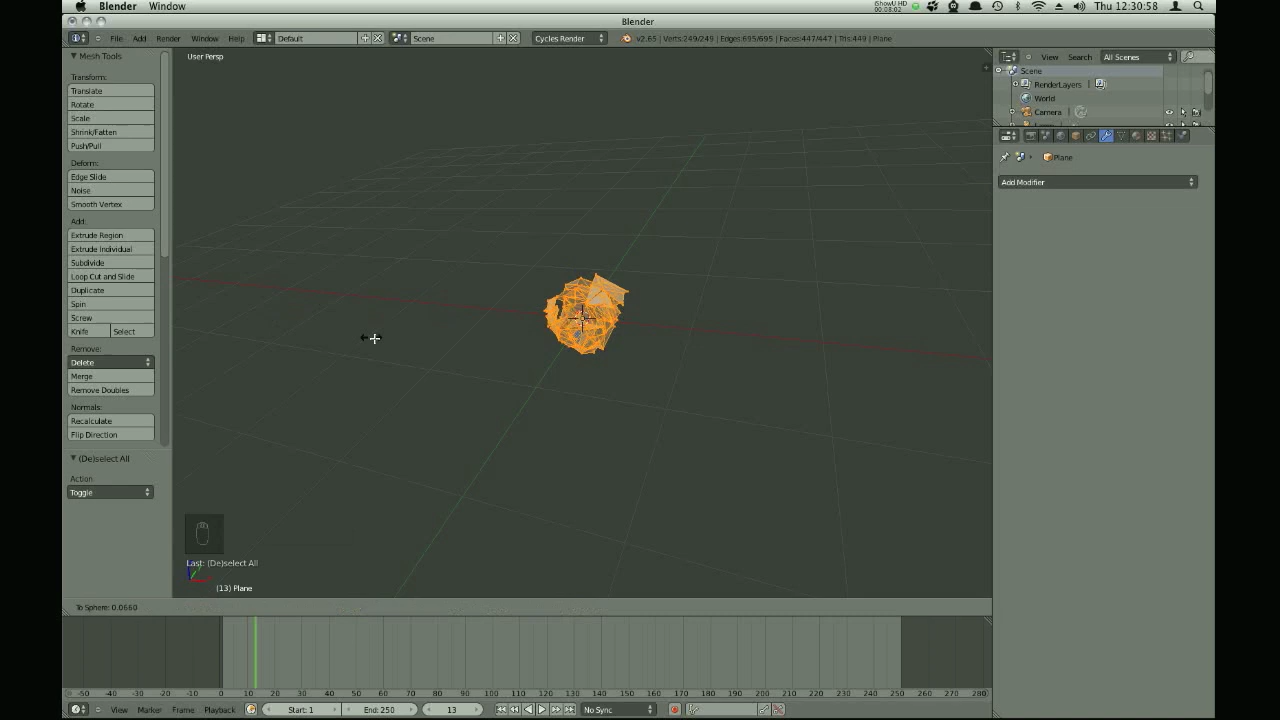 Blender Window iShowU HD 00:08:02 Thu 12:30:58
Blender
File Add Render Window Help Default Scene Cycles Render v2.65 | Verts:249/249 | Edges:695/695 | Faces:447/447 | Tris:449 | Plane
Mesh Tools
User Persp
View Search All Scenes
Scene
RenderLayers
World
Camera
Plane
Add Modifier
Transform:
Translate
Rotate
Scale
Shrink/Fatten
Push/Pull
Deform:
Edge Slide
Noise
Smooth Vertex
Add:
Extrude Region
Extrude Individual
Subdivide
Loop Cut and Slide
Duplicate
Spin
Screw
Knife Select
Remove:
Delete
Merge
Remove Doubles
Normals:
Recalculate
Flip Direction
(De)select All
Action
Toggle
Last: (De)select All
(13) Plane
To Sphere: 0.0660
-50 -40 -30 -20 -10 0 10 20 30 40 50 60 70 80 90 100 110 120 130 140 150 160 170 180 190 200 210 220 230 240 250 260 270 280
View Marker Frame Playback Start: 1 End: 250 13 No Sync